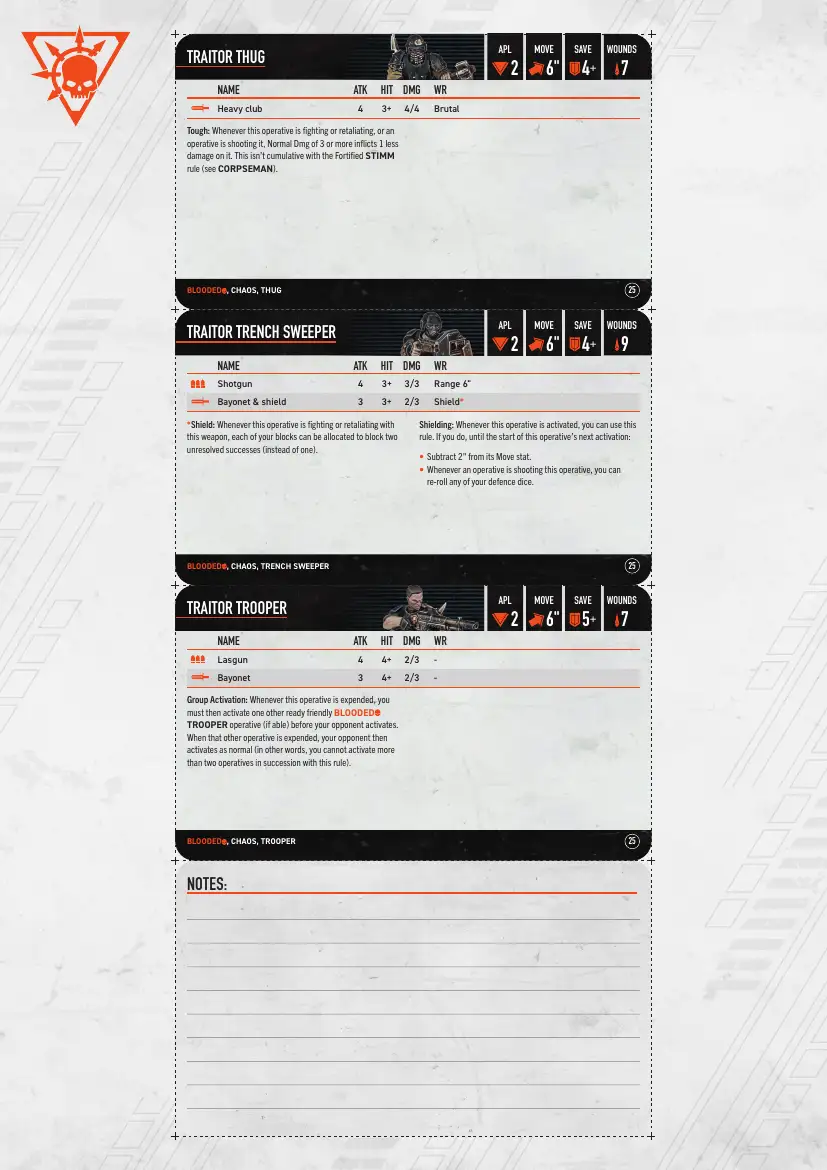 TRAITOR THUG
APL MOVE SAVE WOUNDS
2 6" 4+ 7
NAME ATK HIT DMG WR
Heavy club 4 3+ 4/4 Brutal
Tough: Whenever this operative is fighting or retaliating, or an
operative is shooting it, Normal Dmg of 3 or more inflicts 1 less
damage on it. This isn't cumulative with the Fortified STIMM
rule (see CORPSEMAN).
BLOODED, CHAOS, THUG 25
TRAITOR TRENCH SWEEPER
APL MOVE SAVE WOUNDS
2 6" 4+ 9
NAME ATK HIT DMG WR
Shotgun 4 3+ 3/3 Range 6"
Bayonet & shield 3 3+ 2/3 Shield*
*Shield: Whenever this operative is fighting or retaliating with
this weapon, each of your blocks can be allocated to block two
unresolved successes (instead of one).
Shielding: Whenever this operative is activated, you can use this
rule. If you do, until the start of this operative's next activation:
• Subtract 2" from its Move stat.
• Whenever an operative is shooting this operative, you can
re-roll any of your defence dice.
BLOODED, CHAOS, TRENCH SWEEPER 25
TRAITOR TROOPER
APL MOVE SAVE WOUNDS
2 6" 5+ 7
NAME ATK HIT DMG WR
Lasgun 4 4+ 2/3 -
Bayonet 3 4+ 2/3 -
Group Activation: Whenever this operative is expended, you
must then activate one other ready friendly BLOODED
TROOPER operative (if able) before your opponent activates.
When that other operative is expended, your opponent then
activates as normal (in other words, you cannot activate more
than two operatives in succession with this rule).
BLOODED, CHAOS, TROOPER 25
NOTES: